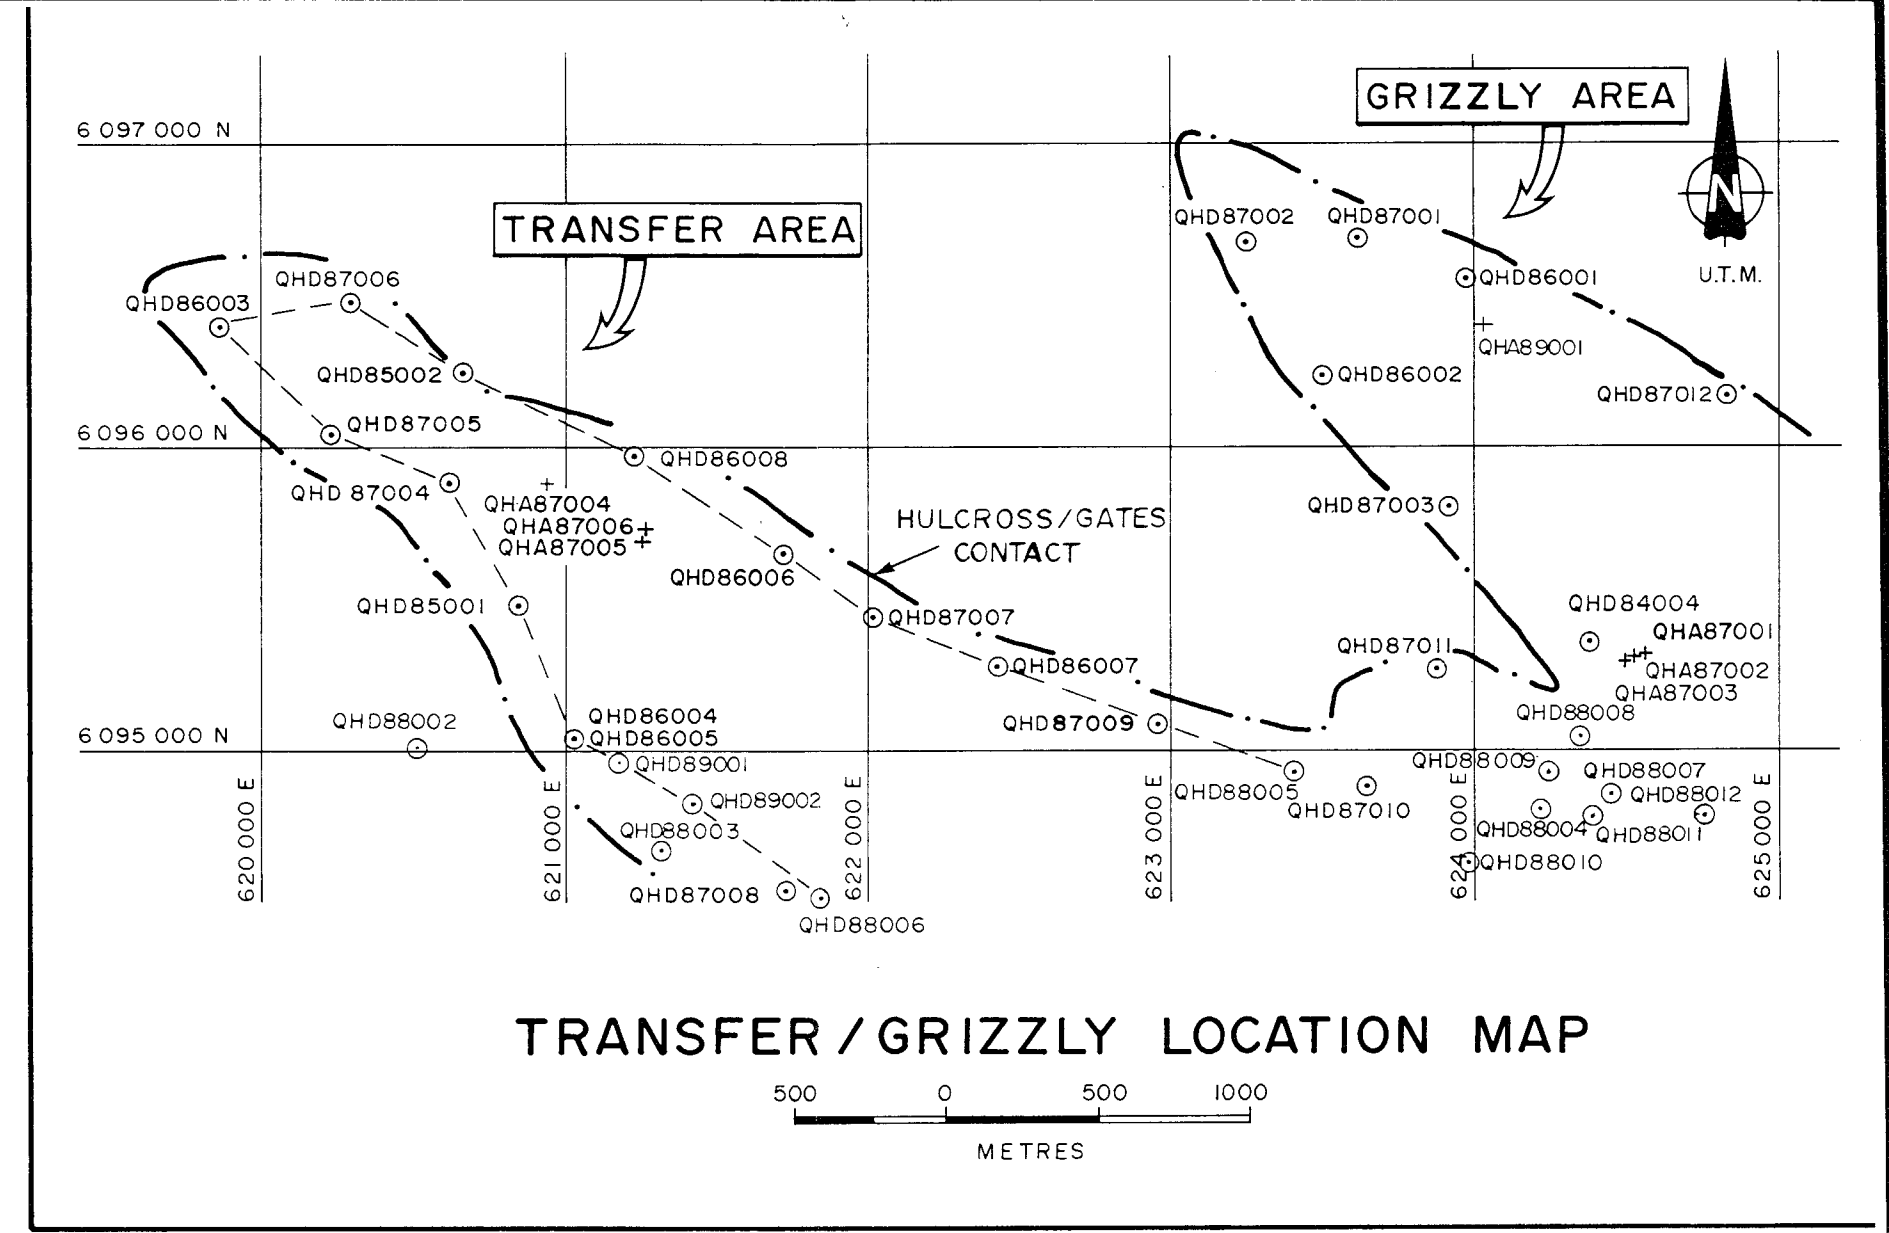 GRIZZLY AREA
6 097 000 N
N
U.T.M.
TRANSFER AREA
QHD87002
QHD87001
QHD87006
QHD86003
QHD86001
QHA89001
QHD85002
QHD86002
QHD87012
QHD87005
6 096 000 N
QHD86008
QHD 87004
QHA87004
QHA87006
QHA87005
QHD87003
HULCROSS/GATES
CONTACT
QHD86006
QHD85001
QHD87007
QHD84004
QHA87001
QHD87011
QHD86007
QHA87002
QHA87003
QHD88002
QHD86004
QHD86005
QHD87009
QHD88008
6 095 000 N
QHD89001
QHD88009
QHD88007
QHD89002
QHD88005
QHD87010
QHD88012
QHD88003
QHD88004
QHD88011
QHD88010
QHD87008
QHD88006
620 000 E
621 000 E
622 000 E
623 000 E
624 000 E
625 000 E
TRANSFER/GRIZZLY LOCATION MAP
500 0 500 1000
METRES